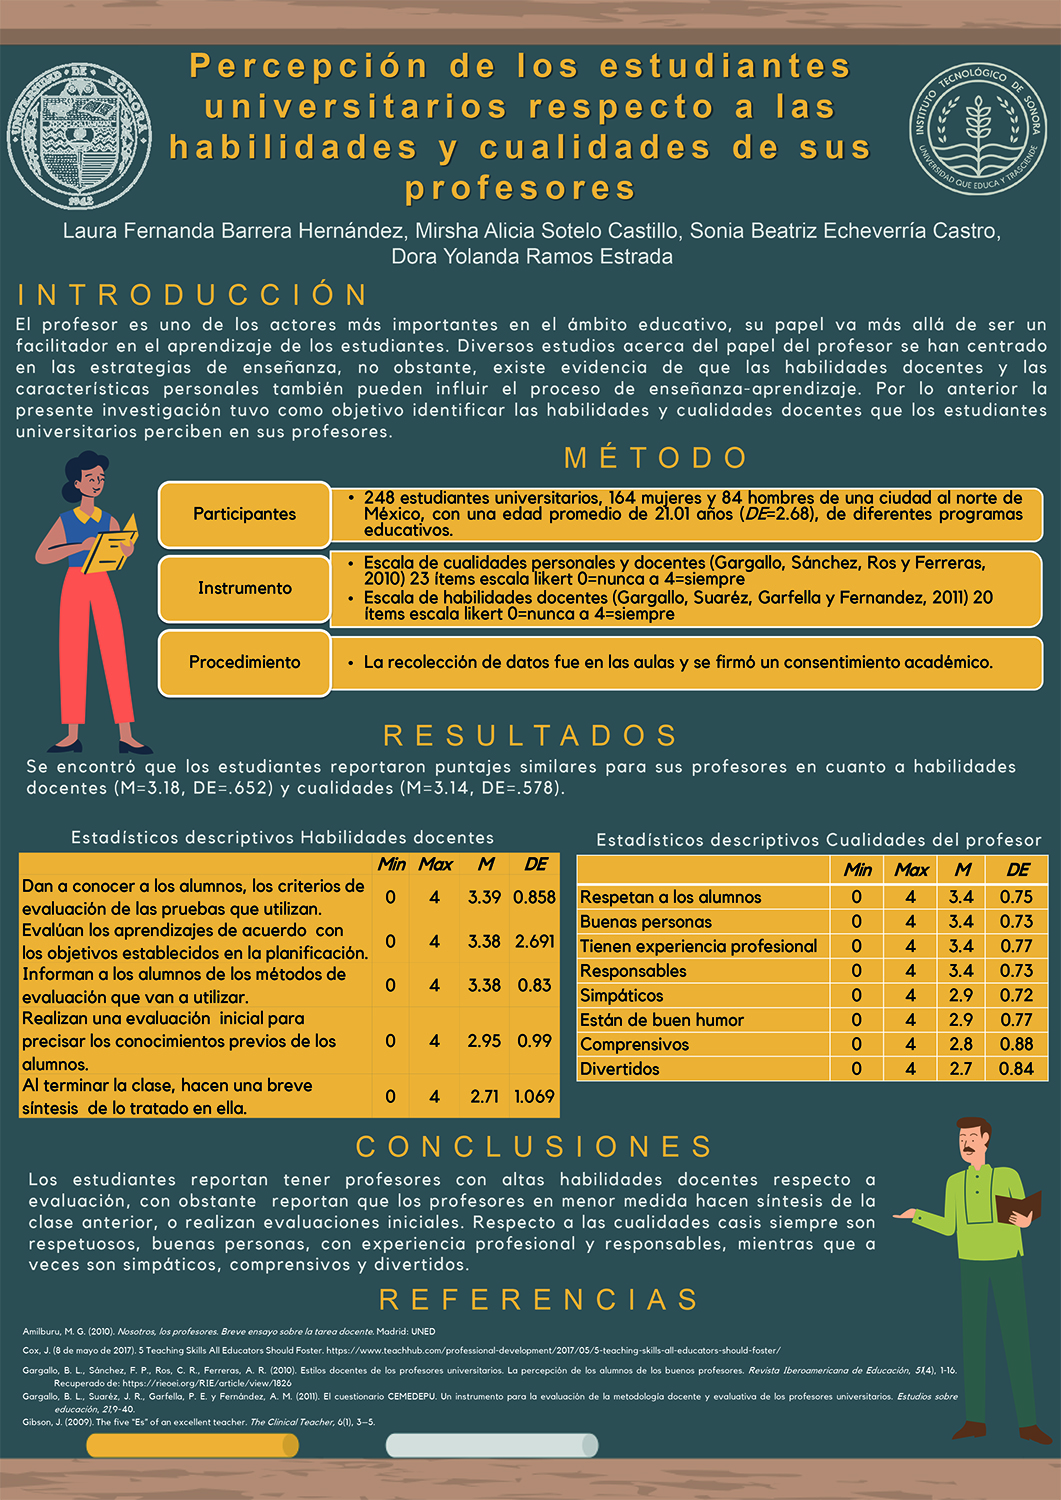 UNIVERSIDAD DE SONORA
1942
INSTITUTO TECNOLÓGICO DE SONORA
UNIVERSIDAD QUE EDUCA Y TRASCIENDE
Percepción de los estudiantes
universitarios respecto a las
habilidades y cualidades de sus
profesores
Laura Fernanda Barrera Hernández, Mirsha Alicia Sotelo Castillo, Sonia Beatriz Echeverría Castro,
Dora Yolanda Ramos Estrada
INTRODUCCIÓN
El profesor es uno de los actores más importantes en el ámbito educativo, su papel va más allá de ser un
facilitador en el aprendizaje de los estudiantes. Diversos estudios acerca del papel del profesor se han centrado
en las estrategias de enseñanza, no obstante, existe evidencia de que las habilidades docentes y las
características personales también pueden influir el proceso de enseñanza-aprendizaje. Por lo anterior la
presente investigación tuvo como objetivo identificar las habilidades y cualidades docentes que los estudiantes
universitarios perciben en sus profesores.
MÉTODO
Participantes
• 248 estudiantes universitarios, 164 mujeres y 84 hombres de una ciudad al norte de
México, con una edad promedio de 21.01 años (DE=2.68), de diferentes programas
educativos.
Instrumento
• Escala de cualidades personales y docentes (Gargallo, Sánchez, Ros y Ferreras,
2010) 23 ítems escala likert 0=nunca a 4=siempre
• Escala de habilidades docentes (Gargallo, Suaréz, Garfella y Fernandez, 2011) 20
ítems escala likert 0=nunca a 4=siempre
Procedimiento
• La recolección de datos fue en las aulas y se firmó un consentimiento académico.
RESULTADOS
Se encontró que los estudiantes reportaron puntajes similares para sus profesores en cuanto a habilidades
docentes (M=3.18, DE=.652) y cualidades (M=3.14, DE=.578).
Estadísticos descriptivos Habilidades docentes
Min Max M DE
Dan a conocer a los alumnos, los criterios de
evaluación de las pruebas que utilizan.
0 4 3.39 0.858
Evalúan los aprendizajes de acuerdo con
los objetivos establecidos en la planificación.
0 4 3.38 2.691
Informan a los alumnos de los métodos de
evaluación que van a utilizar.
0 4 3.38 0.83
Realizan una evaluación inicial para
precisar los conocimientos previos de los
alumnos.
0 4 2.95 0.99
Al terminar la clase, hacen una breve
síntesis de lo tratado en ella.
0 4 2.71 1.069
Estadísticos descriptivos Cualidades del profesor
Min Max M DE
Respetan a los alumnos 0 4 3.4 0.75
Buenas personas 0 4 3.4 0.73
Tienen experiencia profesional 0 4 3.4 0.77
Responsables 0 4 3.4 0.73
Simpáticos 0 4 2.9 0.72
Están de buen humor 0 4 2.9 0.77
Comprensivos 0 4 2.8 0.88
Divertidos 0 4 2.7 0.84
CONCLUSIONES
Los estudiantes reportan tener profesores con altas habilidades docentes respecto a
evaluación, con obstante reportan que los profesores en menor medida hacen síntesis de la
clase anterior, o realizan evaluaciones iniciales. Respecto a las cualidades casis siempre son
respetuosos, buenas personas, con experiencia profesional y responsables, mientras que a
veces son simpáticos, comprensivos y divertidos.
REFERENCIAS
Amilburu, M. G. (2010). Nosotros, los profesores. Breve ensayo sobre la tarea docente. Madrid: UNED
Cox, J. (8 de mayo de 2017). 5 Teaching Skills All Educators Should Foster. https://www.teachhub.com/professional-development/2017/05/5-teaching-skills-all-educators-should-foster/
Gargallo, B. L., Sánchez, F. P., Ros, C. R., Ferreras, A. R. (2010). Estilos docentes de los profesores universitarios. La percepción de los alumnos de los buenos profesores. Revista Iberoamericana de Educación, 51(4), 1-16.
Recuperado de: https://rieoei.org/RIE/article/view/1826
Gargallo, B. L., Suaréz, J. R., Garfella, P. E. y Fernández, A. M. (2011). El cuestionario CEMEDEPU. Un instrumento para la evaluación de la metodología docente y evaluativa de los profesores universitarios. Estudios sobre
educación, 21,9-40.
Gibson, J. (2009). The five “Es” of an excellent teacher. The Clinical Teacher, 6(1), 3–5.